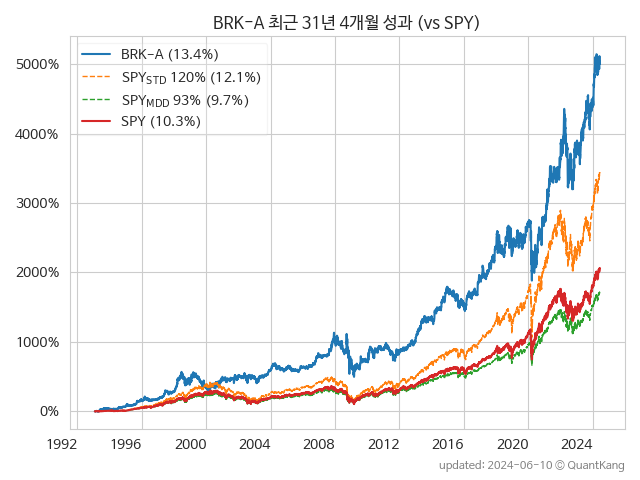 BRK-A 최근 31년 4개월 성과 (vs SPY)
BRK-A (13.4%)
SPY_STD 120% (12.1%)
SPY_MDD 93% (9.7%)
SPY (10.3%)
5000%
4000%
3000%
2000%
1000%
0%
1992 1996 2000 2004 2008 2012 2016 2020 2024
updated: 2024-06-10 © QuantKang